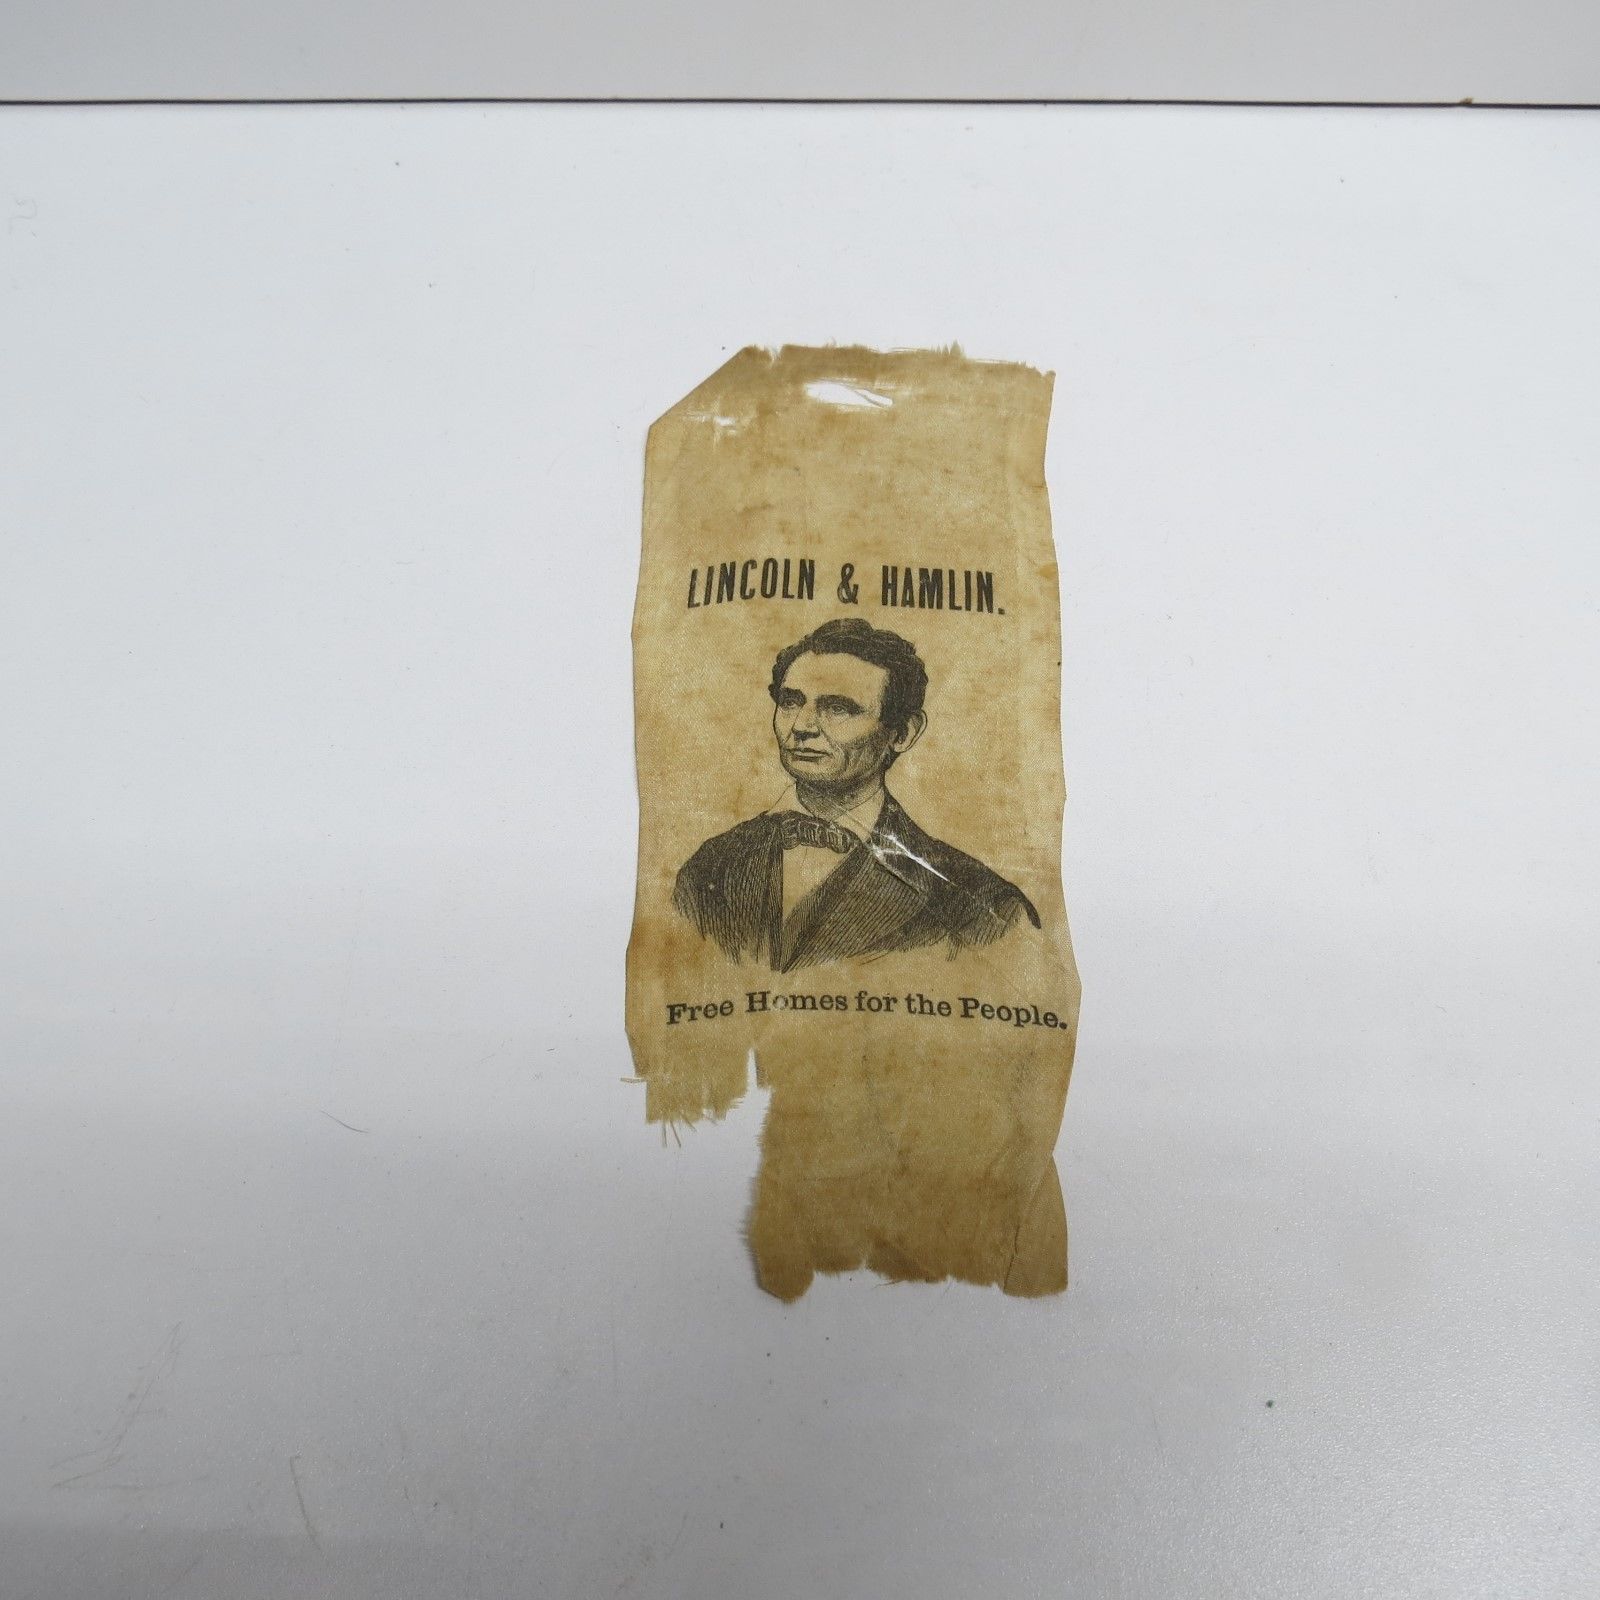 LINCOLN & HAMLIN.
Free Homes for the People.